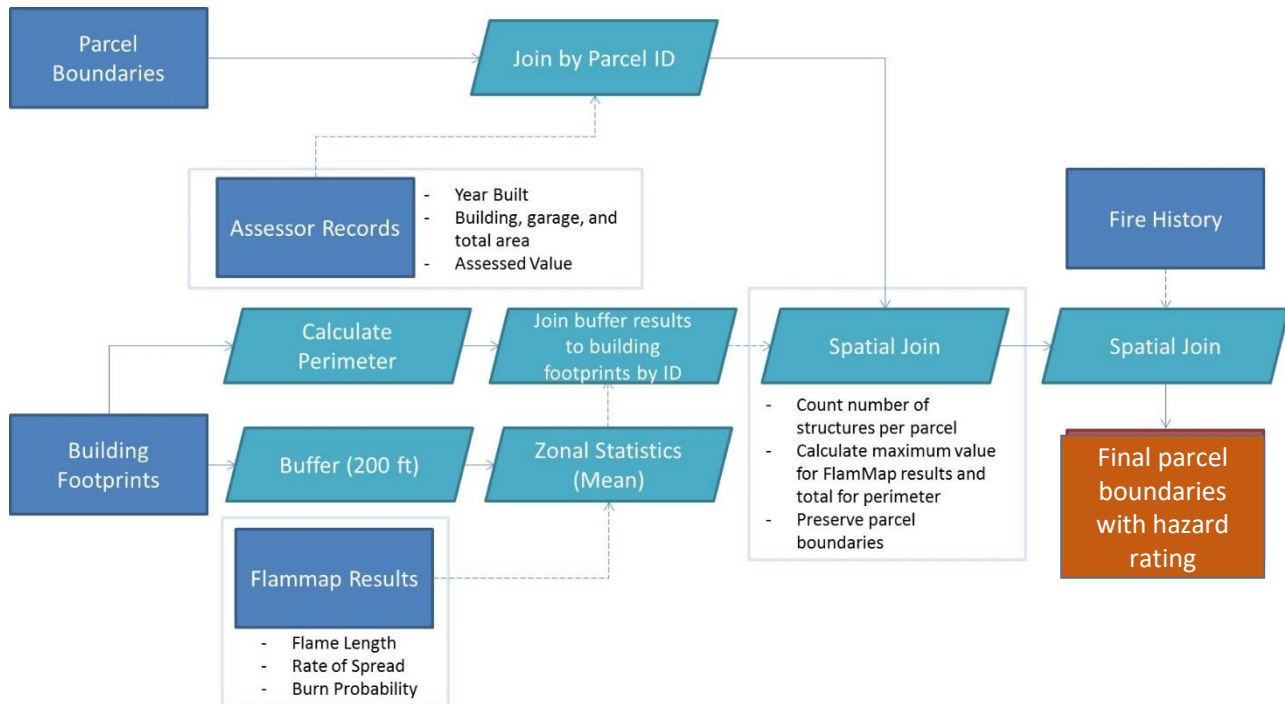 Parcel
Boundaries
Join by Parcel ID
Assessor Records
- Year Built
- Building, garage, and
total area
- Assessed Value
Fire History
Calculate
Perimeter
Join buffer results
to building
footprints by ID
Spatial Join
Spatial Join
Building
Footprints
Buffer (200 ft)
Zonal Statistics
(Mean)
- Count number of
structures per parcel
- Calculate maximum value
for FlamMap results and
total for perimeter
- Preserve parcel
boundaries
Final parcel
boundaries
with hazard
rating
Flammap Results
- Flame Length
- Rate of Spread
- Burn Probability